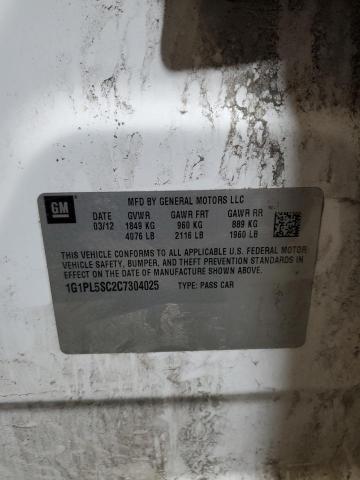 GM
MFD BY GENERAL MOTORS LLC
DATE GVWR GAWR FRT GAWR RR
03/12 1849 KG 960 KG 889 KG
4076 LB 2116 LB 1960 LB
THIS VEHICLE CONFORMS TO ALL APPLICABLE U.S. FEDERAL MOTOR
VEHICLE SAFETY, BUMPER, AND THEFT PREVENTION STANDARDS
IN EFFECT ON THE DATE OF MANUFACTURE SHOWN ABOVE.
1G1PL5SC2C7304025 TYPE: PASS CAR